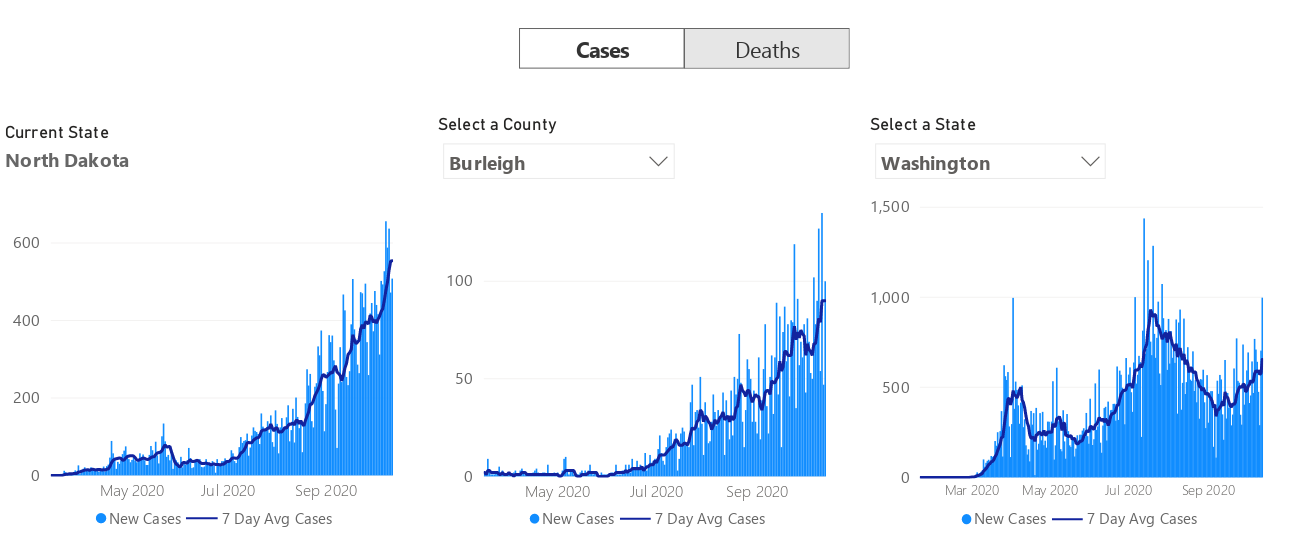 Cases Deaths
Current State
North Dakota
600
400
200
0
May 2020 Jul 2020 Sep 2020
New Cases 7 Day Avg Cases
Select a County
Burleigh
100
50
0
May 2020 Jul 2020 Sep 2020
New Cases 7 Day Avg Cases
Select a State
Washington
1,500
1,000
500
0
Mar 2020 May 2020 Jul 2020 Sep 2020
New Cases 7 Day Avg Cases